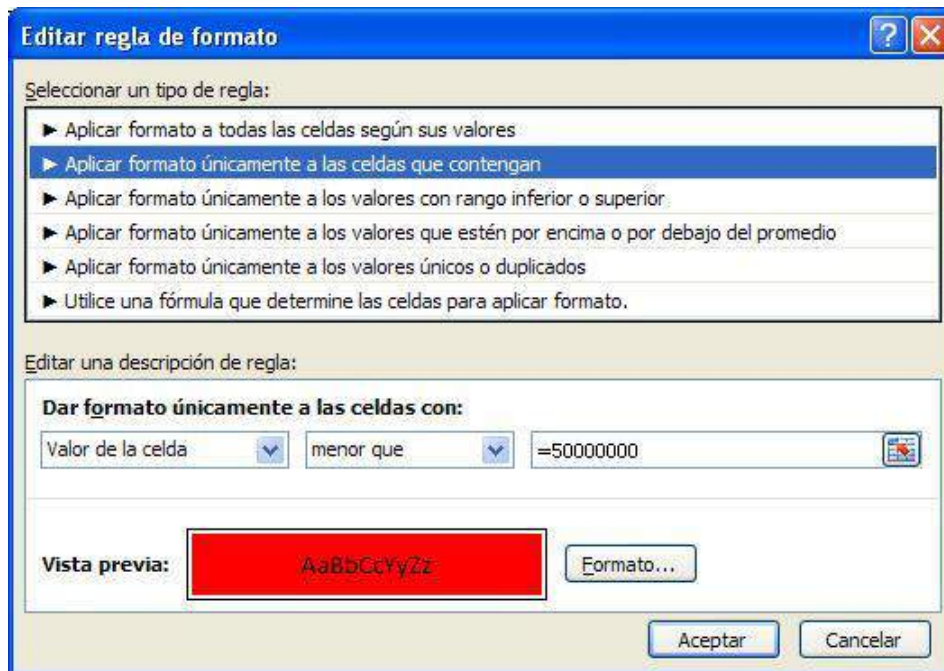 Editar regla de formato
Seleccionar un tipo de regla:
► Aplicar formato a todas las celdas según sus valores
► Aplicar formato únicamente a las celdas que contengan
► Aplicar formato únicamente a los valores con rango inferior o superior
► Aplicar formato únicamente a los valores que estén por encima o por debajo del promedio
► Aplicar formato únicamente a los valores únicos o duplicados
► Utilice una fórmula que determine las celdas para aplicar formato.
Editar una descripción de regla:
Dar formato únicamente a las celdas con:
Valor de la celda menor que =50000000
Vista previa: AaBbCcYyZz Formato...
Aceptar Cancelar